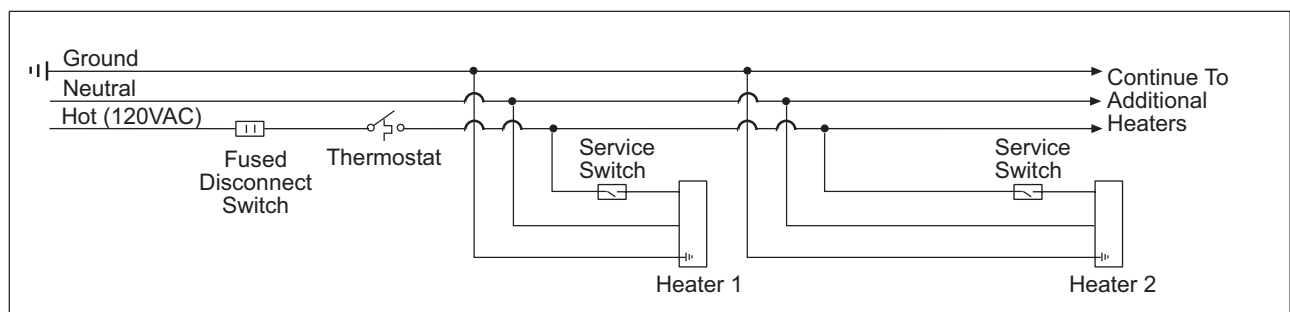 Ground
Neutral
Hot (120VAC)
Continue To
Additional
Heaters
Fused
Disconnect
Switch
Thermostat
Service
Switch
Service
Switch
Heater 1
Heater 2